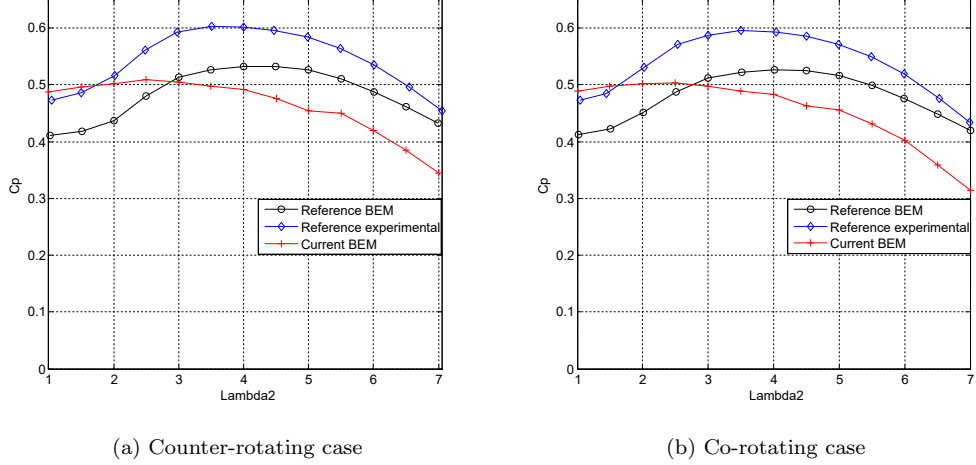 0.6
0.5
0.4
0.3
0.2
0.1
0
Cp
1 2 3 4 5 6 7
Lambda2
Reference BEM
Reference experimental
Current BEM
(a) Counter-rotating case
0.6
0.5
0.4
0.3
0.2
0.1
0
Cp
1 2 3 4 5 6 7
Lambda2
Reference BEM
Reference experimental
Current BEM
(b) Co-rotating case